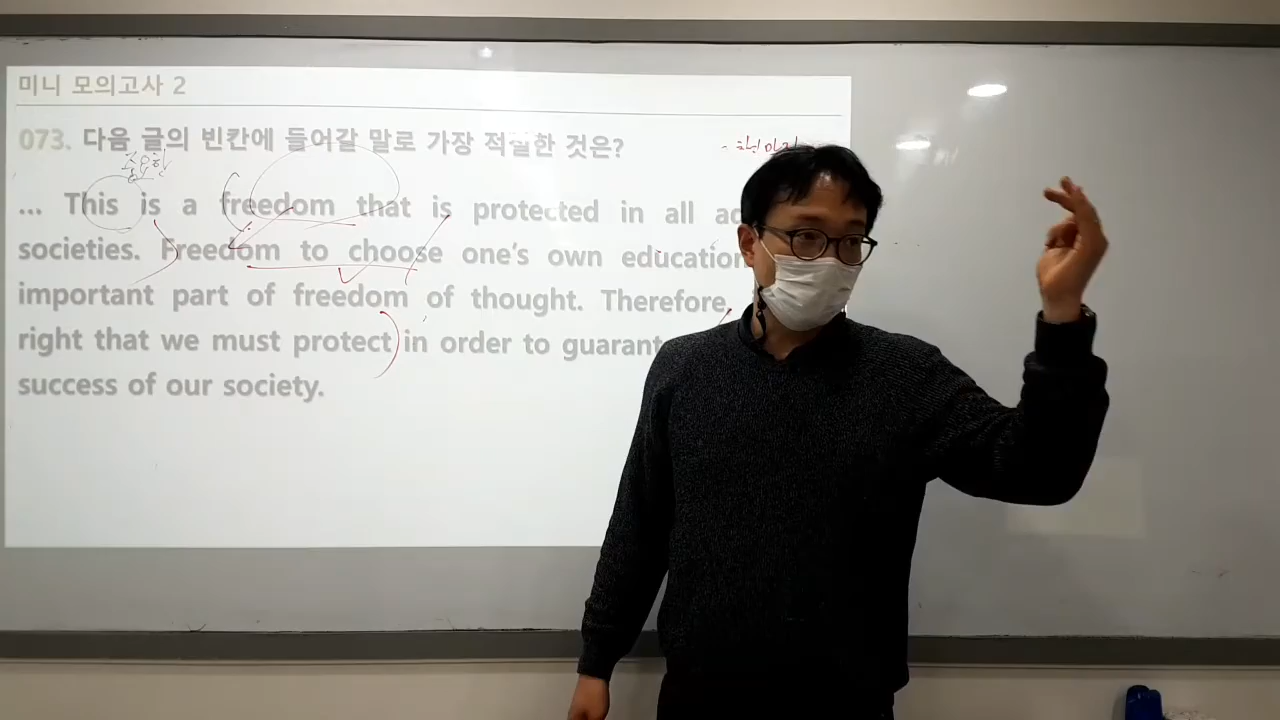 미니 모의고사 2
073. 다음 글의 빈칸에 들어갈 말로 가장 적절한 것은?
... This is a freedom that is protected in all
societies. Freedom to choose one's own education
important part of freedom of thought. Therefore,
right that we must protect in order to
success of our society.